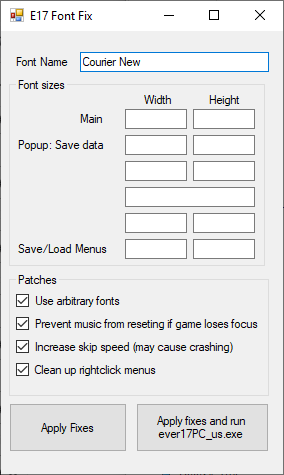 E17 Font Fix
Font Name Courier New
Font sizes
Width Height
Main
Popup: Save data
Save/Load Menus
Patches
Use arbitrary fonts
Prevent music from reseting if game loses focus
Increase skip speed (may cause crashing)
Clean up rightclick menus
Apply Fixes
Apply fixes and run
ever17PC_us.exe